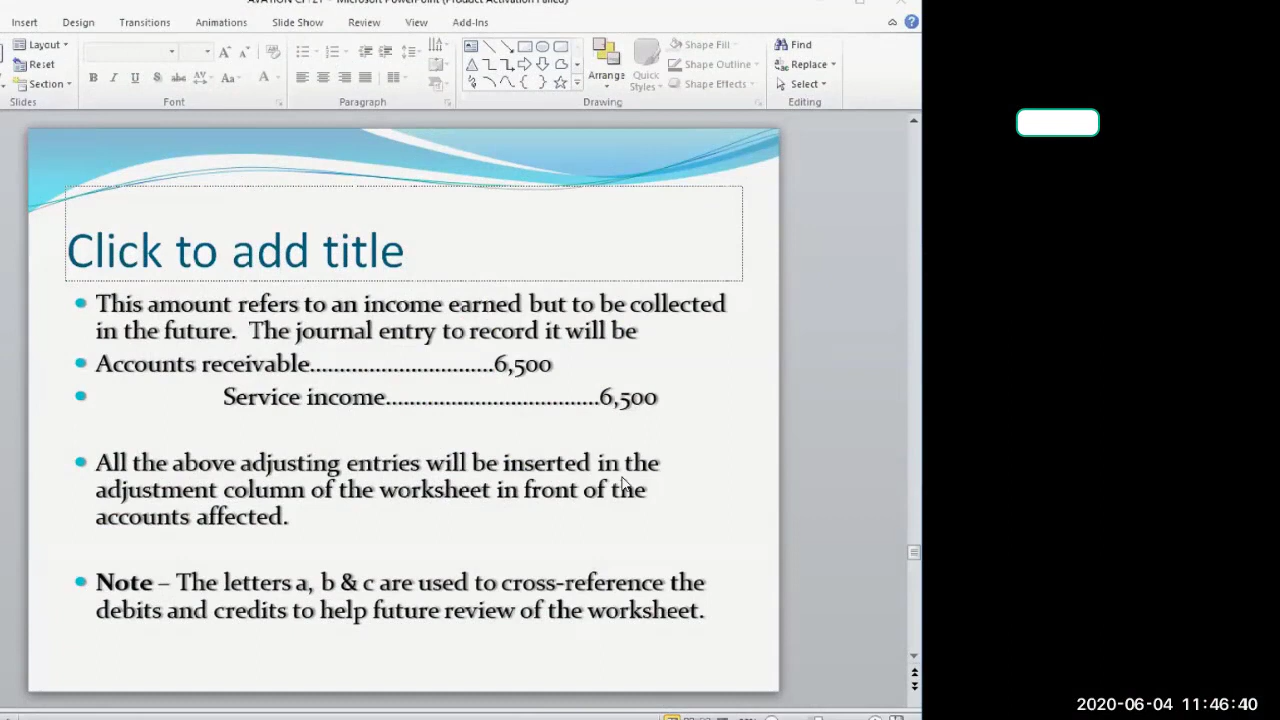 Insert Design Transitions Animations Slide Show Review View Add-Ins
Layout
Reset
Section
Slides
B I U S abc AV Aa A
Font
Paragraph
Shape Fill
Shape Outline
Shape Effects
Arrange
Quick
Styles
Drawing
Find
Replace
Select
Editing
Click to add title
This amount refers to an income earned but to be collected
in the future. The journal entry to record it will be
Accounts receivable...............................6,500
Service income....................................6,500
All the above adjusting entries will be inserted in the
adjustment column of the worksheet in front of the
accounts affected.
Note – The letters a, b & c are used to cross-reference the
debits and credits to help future review of the worksheet.
2020-06-04 11:46:40